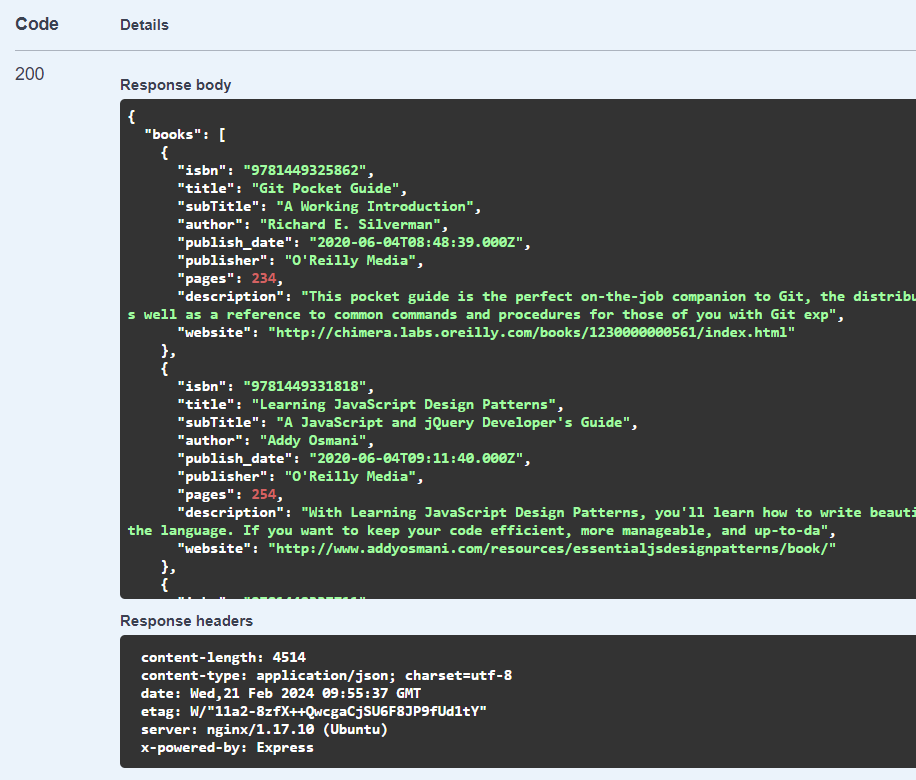 Code Details
200
Response body
{
"books": [
{
"isbn": "9781449325862",
"title": "Git Pocket Guide",
"subTitle": "A Working Introduction",
"author": "Richard E. Silverman",
"publish_date": "2020-06-04T08:48:39.000Z",
"publisher": "O'Reilly Media",
"pages": 234,
"description": "This pocket guide is the perfect on-the-job companion to Git, the distribu
s well as a reference to common commands and procedures for those of you with Git exp",
"website": "http://chimera.labs.oreilly.com/books/1230000000561/index.html"
},
{
"isbn": "9781449331818",
"title": "Learning JavaScript Design Patterns",
"subTitle": "A JavaScript and jQuery Developer's Guide",
"author": "Addy Osmani",
"publish_date": "2020-06-04T09:11:40.000Z",
"publisher": "O'Reilly Media",
"pages": 254,
"description": "With Learning JavaScript Design Patterns, you'll learn how to write beauti
the language. If you want to keep your code efficient, more manageable, and up-to-da",
"website": "http://www.addyosmani.com/resources/essentialjsdesignpatterns/book/"
},
{
Response headers
content-length: 4514
content-type: application/json; charset=utf-8
date: Wed,21 Feb 2024 09:55:37 GMT
etag: W/"11a2-8zfX++QwcgaCjSU6F8JP9fUd1tY"
server: nginx/1.17.10 (Ubuntu)
x-powered-by: Express